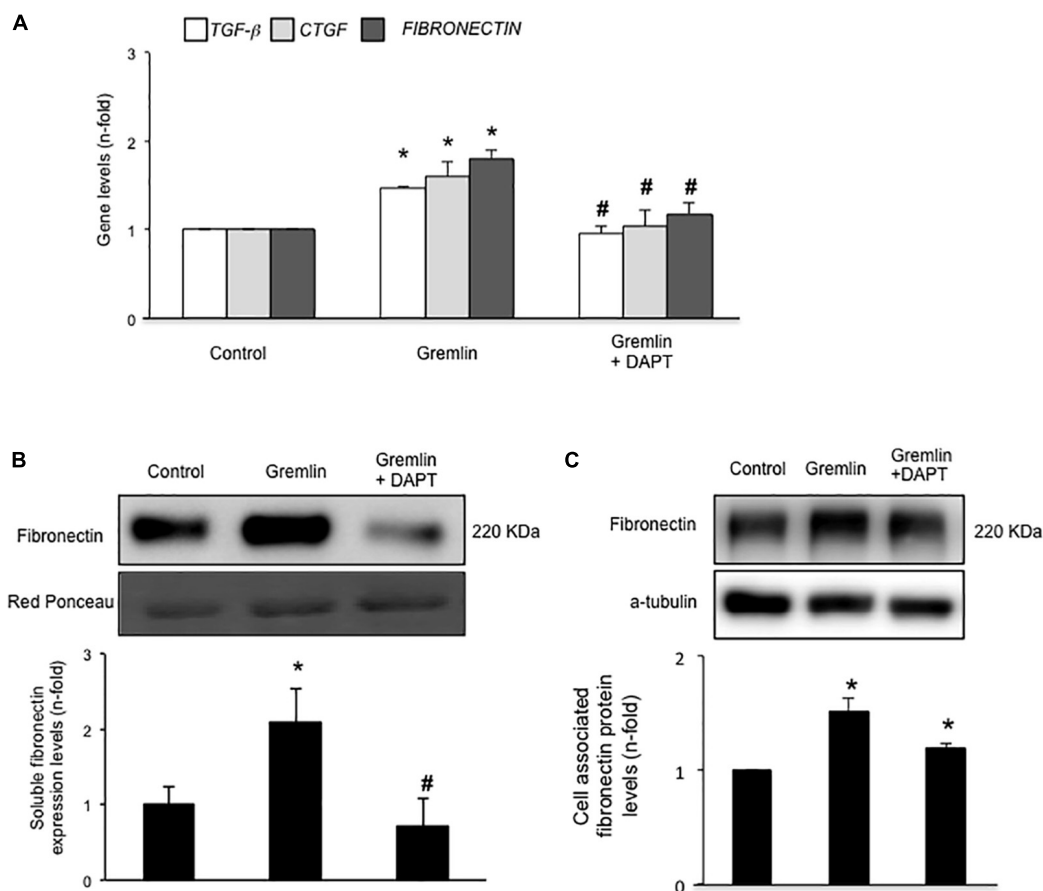 A
TGF-β CTGF FIBRONECTIN
Gene levels (n-fold)
3
2
1
0
* * *
# # #
Control
Gremlin
Gremlin
+ DAPT
B
Control
Gremlin
Gremlin
+ DAPT
Fibronectin
220 KDa
Red Ponceau
Soluble fibronectin
expression levels (n-fold)
3
2
1
0
*
#
C
Control
Gremlin
Gremlin
+DAPT
Fibronectin
220 KDa
a-tubulin
Cell associated
fibronectin protein
levels (n-fold)
2
1
0
*
*